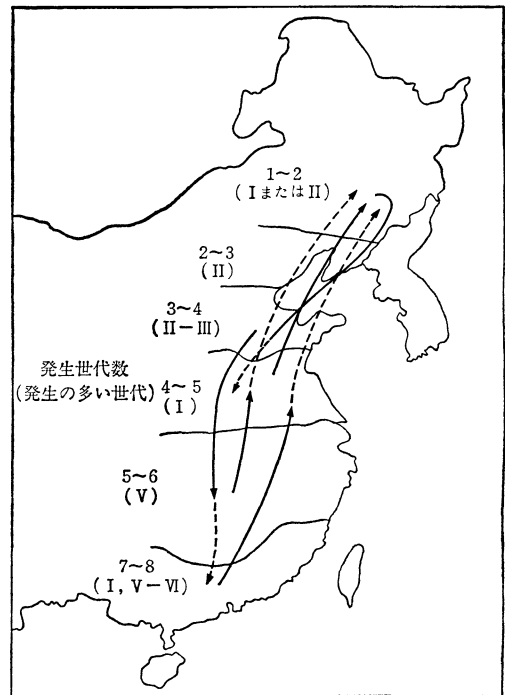 1~2
(IまたはII)
2~3
(II)
3~4
(II-III)
発生世代数
(発生の多い世代)
4~5
(I)
5~6
(V)
7~8
(I, V-VI)